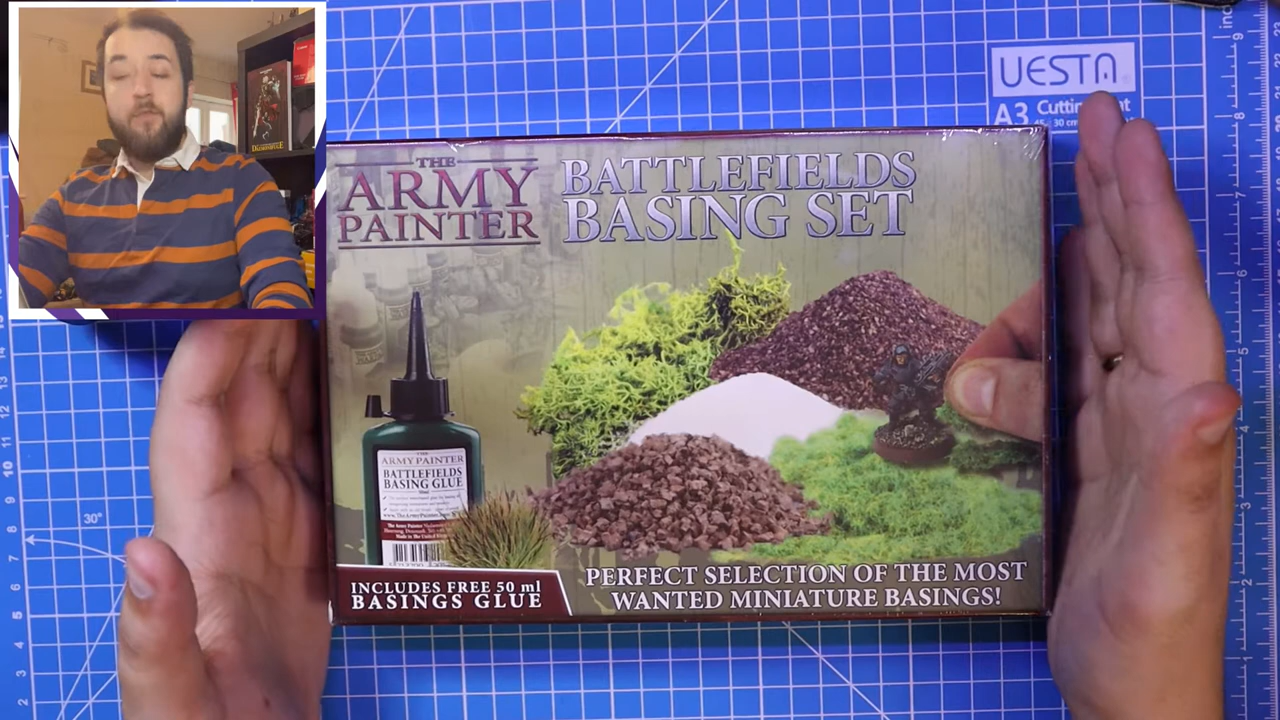 UESTA
A3 Cutting
THE
ARMY
PAINTER
BATTLEFIELDS
BASING SET
THE
ARMY PAINTER
BATTLEFIELDS
BASING GLUE
INCLUDES FREE 50 ml
BASINGS GLUE
PERFECT SELECTION OF THE MOST
WANTED MINIATURE BASINGS!
30°